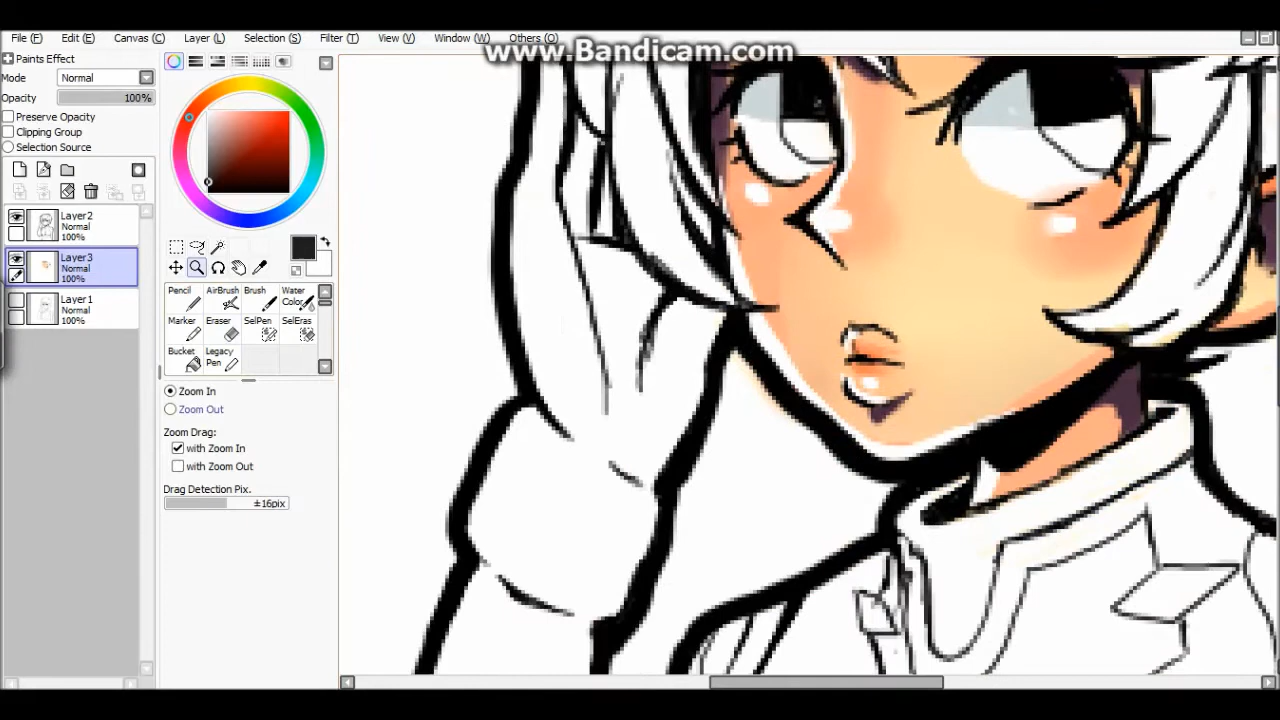 File (F) Edit (E) Canvas (C) Layer (L) Selection (S) Filter (T) View (V) Window (W) Others (O)
www.Bandicam.com
Paints Effect
Mode Normal
Opacity 100%
Preserve Opacity
Clipping Group
Selection Source
Layer2
Normal
100%
Layer3
Normal
100%
Layer1
Normal
100%
Pencil AirBrush Brush Water
Color
Marker Eraser SelPen SelEras
Bucket Legacy
Pen
Zoom In
Zoom Out
Zoom Drag:
with Zoom In
with Zoom Out
Drag Detection Pix.
±16pix